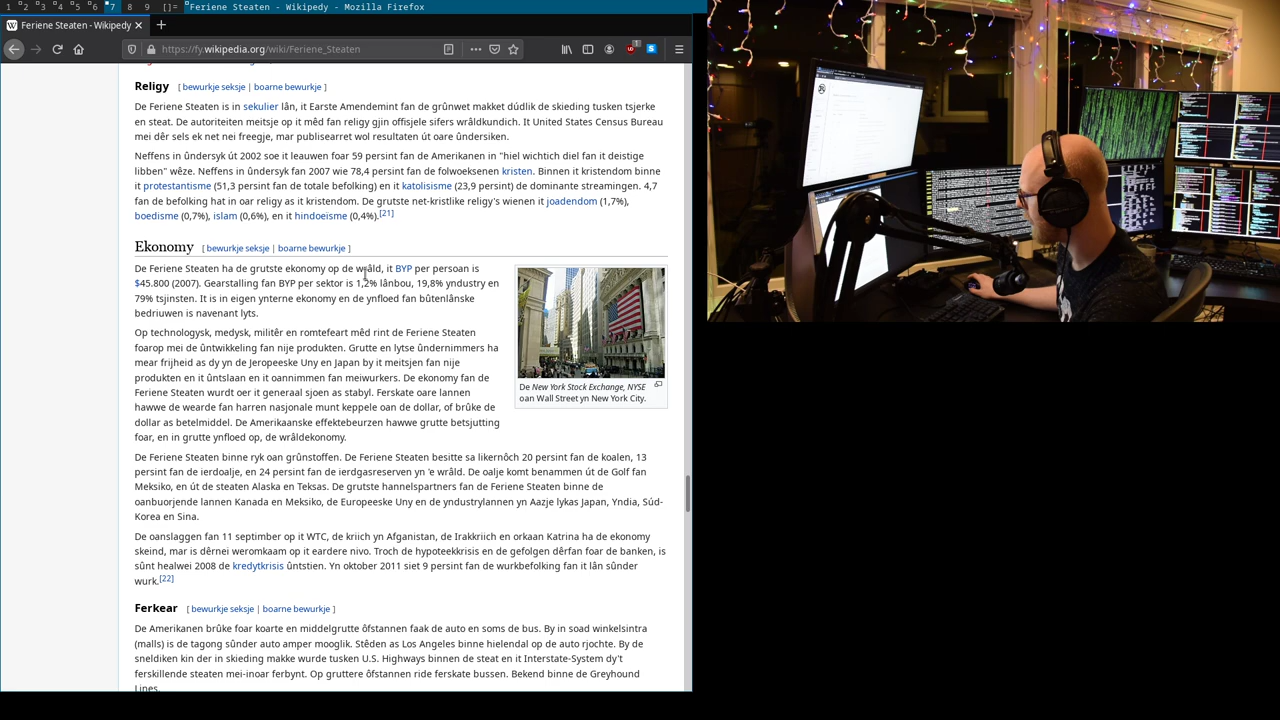 1 2 3 4 5 6 7 8 9 []= Feriene Steaten - Wikipedy - Mozilla Firefox
W Feriene Steaten - Wikipedy × +
https://fy.wikipedia.org/wiki/Feriene_Steaten 1 S
Religy [ bewurkje seksje | boarne bewurkje ]
De Feriene Steaten is in sekulier lân, it Earste Amendemint fan de grûnwet makket dúdlik de skieding tusken tsjerke
en steat. De autoriteiten meitsje op it mêd fan religy gjin offisjele sifers wrâldkundich. It United States Census Bureau
mei dêr sels ek net nei freegje, mar publisearret wol resultaten út oare ûndersiken.
Neffens in ûndersyk út 2002 soe it leauwen foar 59 persint fan de Amerikanen in "hiel wichtich diel fan it deistige
libben" wêze. Neffens in ûndersyk fan 2007 wie 78,4 persint fan de folwoeksenen kristen. Binnen it kristendom binne
it protestantisme (51,3 persint fan de totale befolking) en it katolisisme (23,9 persint) de dominante streamingen. 4,7
fan de befolking hat in oar religy as it kristendom. De grutste net-kristlike religy's wienen it joadendom (1,7%),
boedisme (0,7%), islam (0,6%), en it hindoeïsme (0,4%).[21]
Ekonomy [ bewurkje seksje | boarne bewurkje ]
De Feriene Steaten ha de grutste ekonomy op de wrâld, it BYP per persoan is
$45.800 (2007). Gearstalling fan BYP per sektor is 1,2% lânbou, 19,8% yndustry en
79% tsjinsten. It is in eigen ynterne ekonomy en de ynfloed fan bûtenlânske
bedriuwen is navenant lyts.
Op technologysk, medysk, militêr en romtefeart mêd rint de Feriene Steaten
foarop mei de ûntwikkeling fan nije produkten. Grutte en lytse ûndernimmers ha
mear frijheid as dy yn de Jeropeeske Uny en Japan by it meitsjen fan nije
produkten en it ûntslaan en it oannimmen fan meiwurkers. De ekonomy fan de
Feriene Steaten wurdt oer it generaal sjoen as stabyl. Ferskate oare lannen
hawwe de wearde fan harren nasjonale munt keppele oan de dollar, of brûke de
dollar as betelmiddel. De Amerikaanske effektebeurzen hawwe grutte betsjutting
foar, en in grutte ynfloed op, de wrâldekonomy.
De New York Stock Exchange, NYSE
oan Wall Street yn New York City.
De Feriene Steaten binne ryk oan grûnstoffen. De Feriene Steaten besitte sa likernôch 20 persint fan de koalen, 13
persint fan de ierdoalje, en 24 persint fan de ierdgasreserven yn 'e wrâld. De oalje komt benammen út de Golf fan
Meksiko, en út de steaten Alaska en Teksas. De grutste hannelspartners fan de Feriene Steaten binne de
oanbuorjende lannen Kanada en Meksiko, de Europeeske Uny en de yndustrylannen yn Aazje lykas Japan, Yndia, Súd-
Korea en Sina.
De oanslaggen fan 11 septimber op it WTC, de kriich yn Afganistan, de Irakkriich en orkaan Katrina ha de ekonomy
skeind, mar is dêrnei weromkaam op it eardere nivo. Troch de hypoteekkrisis en de gefolgen dêrfan foar de banken, is
sûnt healwei 2008 de kredytkrisis ûntstien. Yn oktober 2011 siet 9 persint fan de wurkbefolking fan it lân sûnder
wurk.[22]
Ferkear [ bewurkje seksje | boarne bewurkje ]
De Amerikanen brûke foar koarte en middelgrutte ôfstannen faak de auto en soms de bus. By in soad winkelsintra
(malls) is de tagong sûnder auto amper mooglik. Stêden as Los Angeles binne hielendal op de auto rjochte. By de
sneldiken kin der in skieding makke wurde tusken U.S. Highways binnen de steat en it Interstate-System dy't
ferskillende steaten mei-inoar ferbynt. Op gruttere ôfstannen ride ferskate bussen. Bekend binne de Greyhound
Lines.